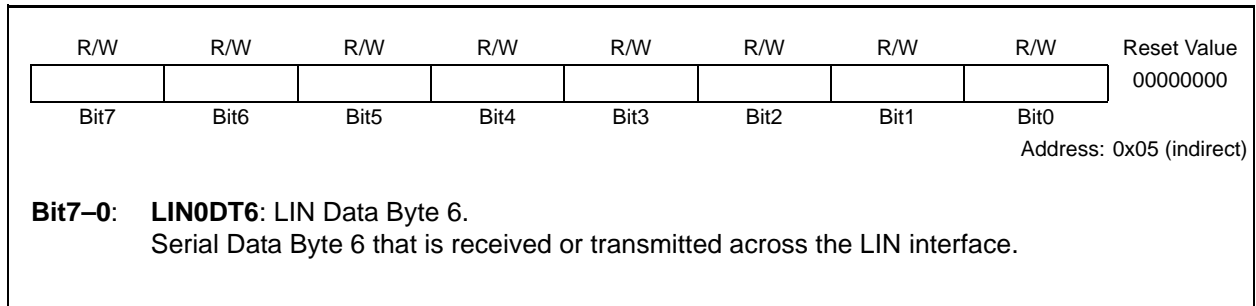 R/W R/W R/W R/W R/W R/W R/W R/W Reset Value
00000000
Bit7 Bit6 Bit5 Bit4 Bit3 Bit2 Bit1 Bit0
Address: 0x05 (indirect)
Bit7–0: LIN0DT6: LIN Data Byte 6.
Serial Data Byte 6 that is received or transmitted across the LIN interface.